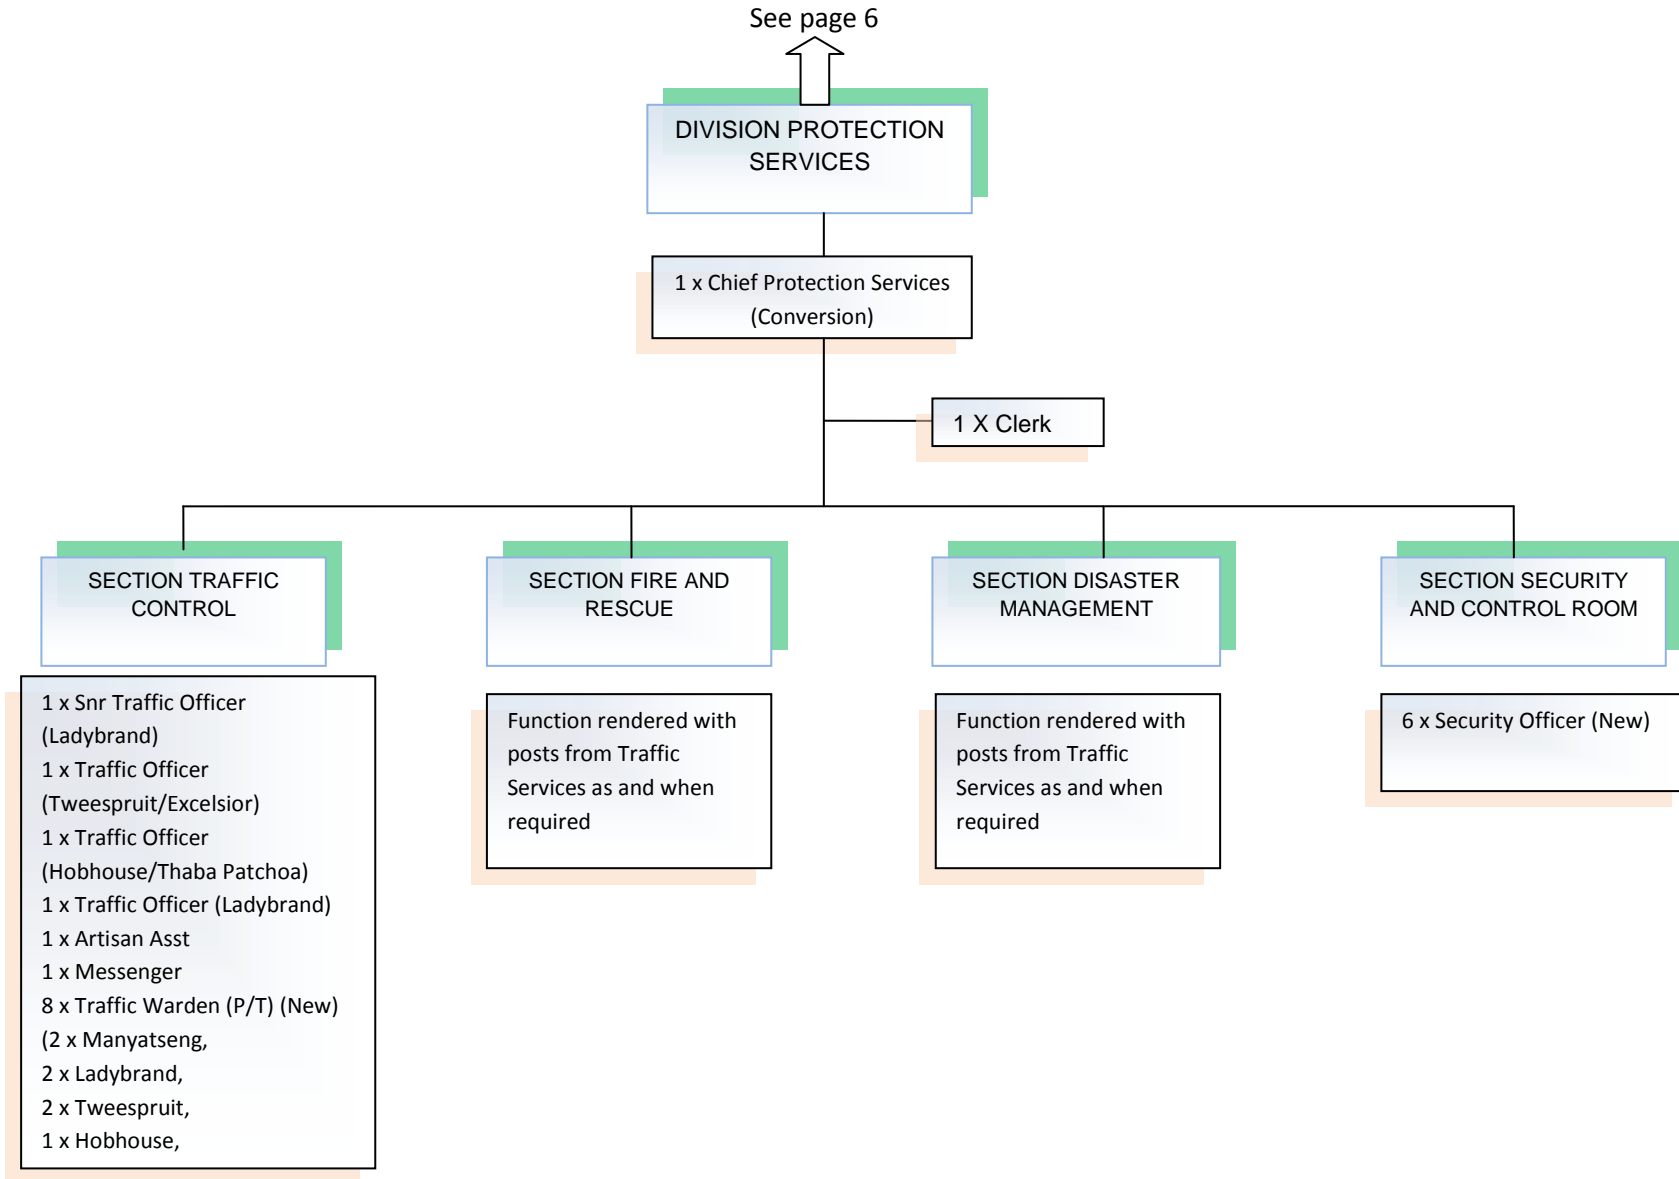 See page 6
DIVISION PROTECTION
SERVICES
1 x Chief Protection Services
(Conversion)
1 X Clerk
SECTION TRAFFIC
CONTROL
1 x Snr Traffic Officer
(Ladybrand)
1 x Traffic Officer
(Tweespruit/Excelsior)
1 x Traffic Officer
(Hobhouse/Thaba Patchoa)
1 x Traffic Officer (Ladybrand)
1 x Artisan Asst
1 x Messenger
8 x Traffic Warden (P/T) (New)
(2 x Manyatseng,
2 x Ladybrand,
2 x Tweespruit,
1 x Hobhouse,
SECTION FIRE AND
RESCUE
Function rendered with
posts from Traffic
Services as and when
required
SECTION DISASTER
MANAGEMENT
Function rendered with
posts from Traffic
Services as and when
required
SECTION SECURITY
AND CONTROL ROOM
6 x Security Officer (New)